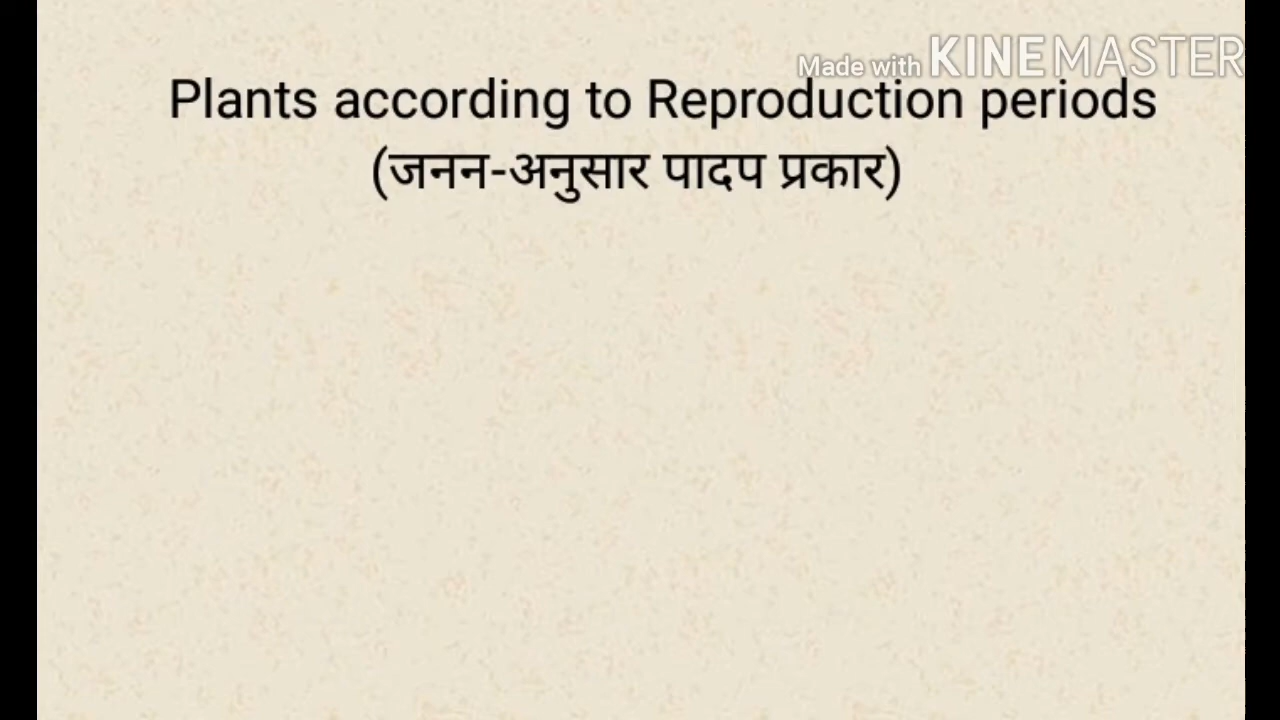 Made with KINEMASTER
Plants according to Reproduction periods
(जनन-अनुसार पादप प्रकार)